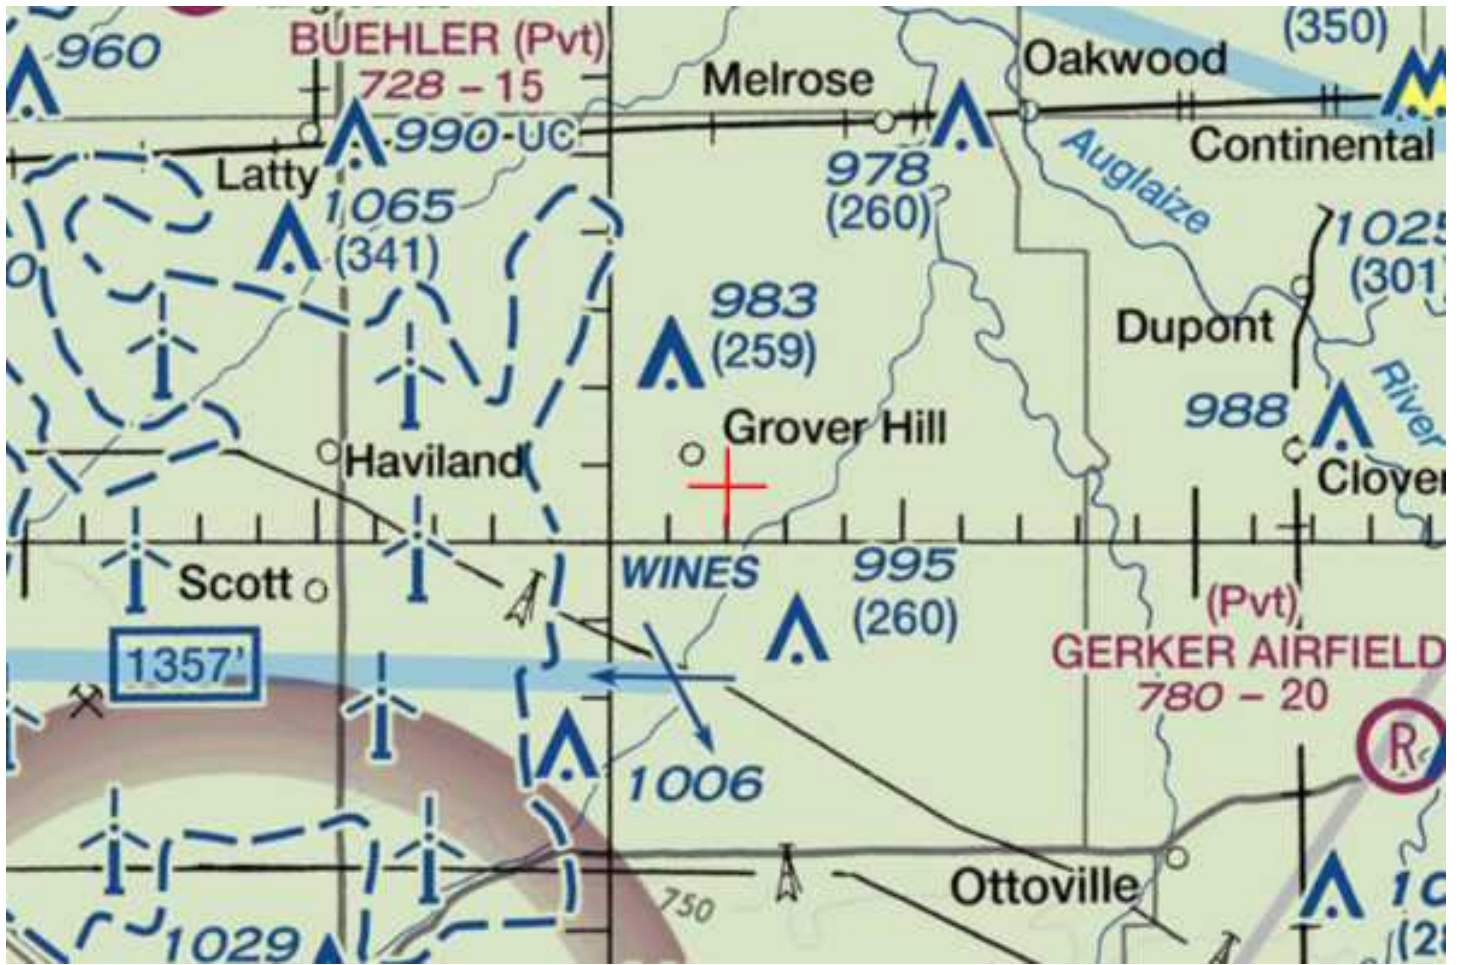 960
BUEHLER (Pvt)
728 - 15
(350)
Oakwood
Melrose
990-UC
Continental
Latty
978
(260)
Auglaize
1065
(341)
1025
(301)
983
(259)
Dupont
988
River
Grover Hill
Haviland
Clover
Scott
WINES
995
(260)
(Pvt)
GERKER AIRFIELD
780 - 20
1357'
R
1006
750
Ottoville
1029